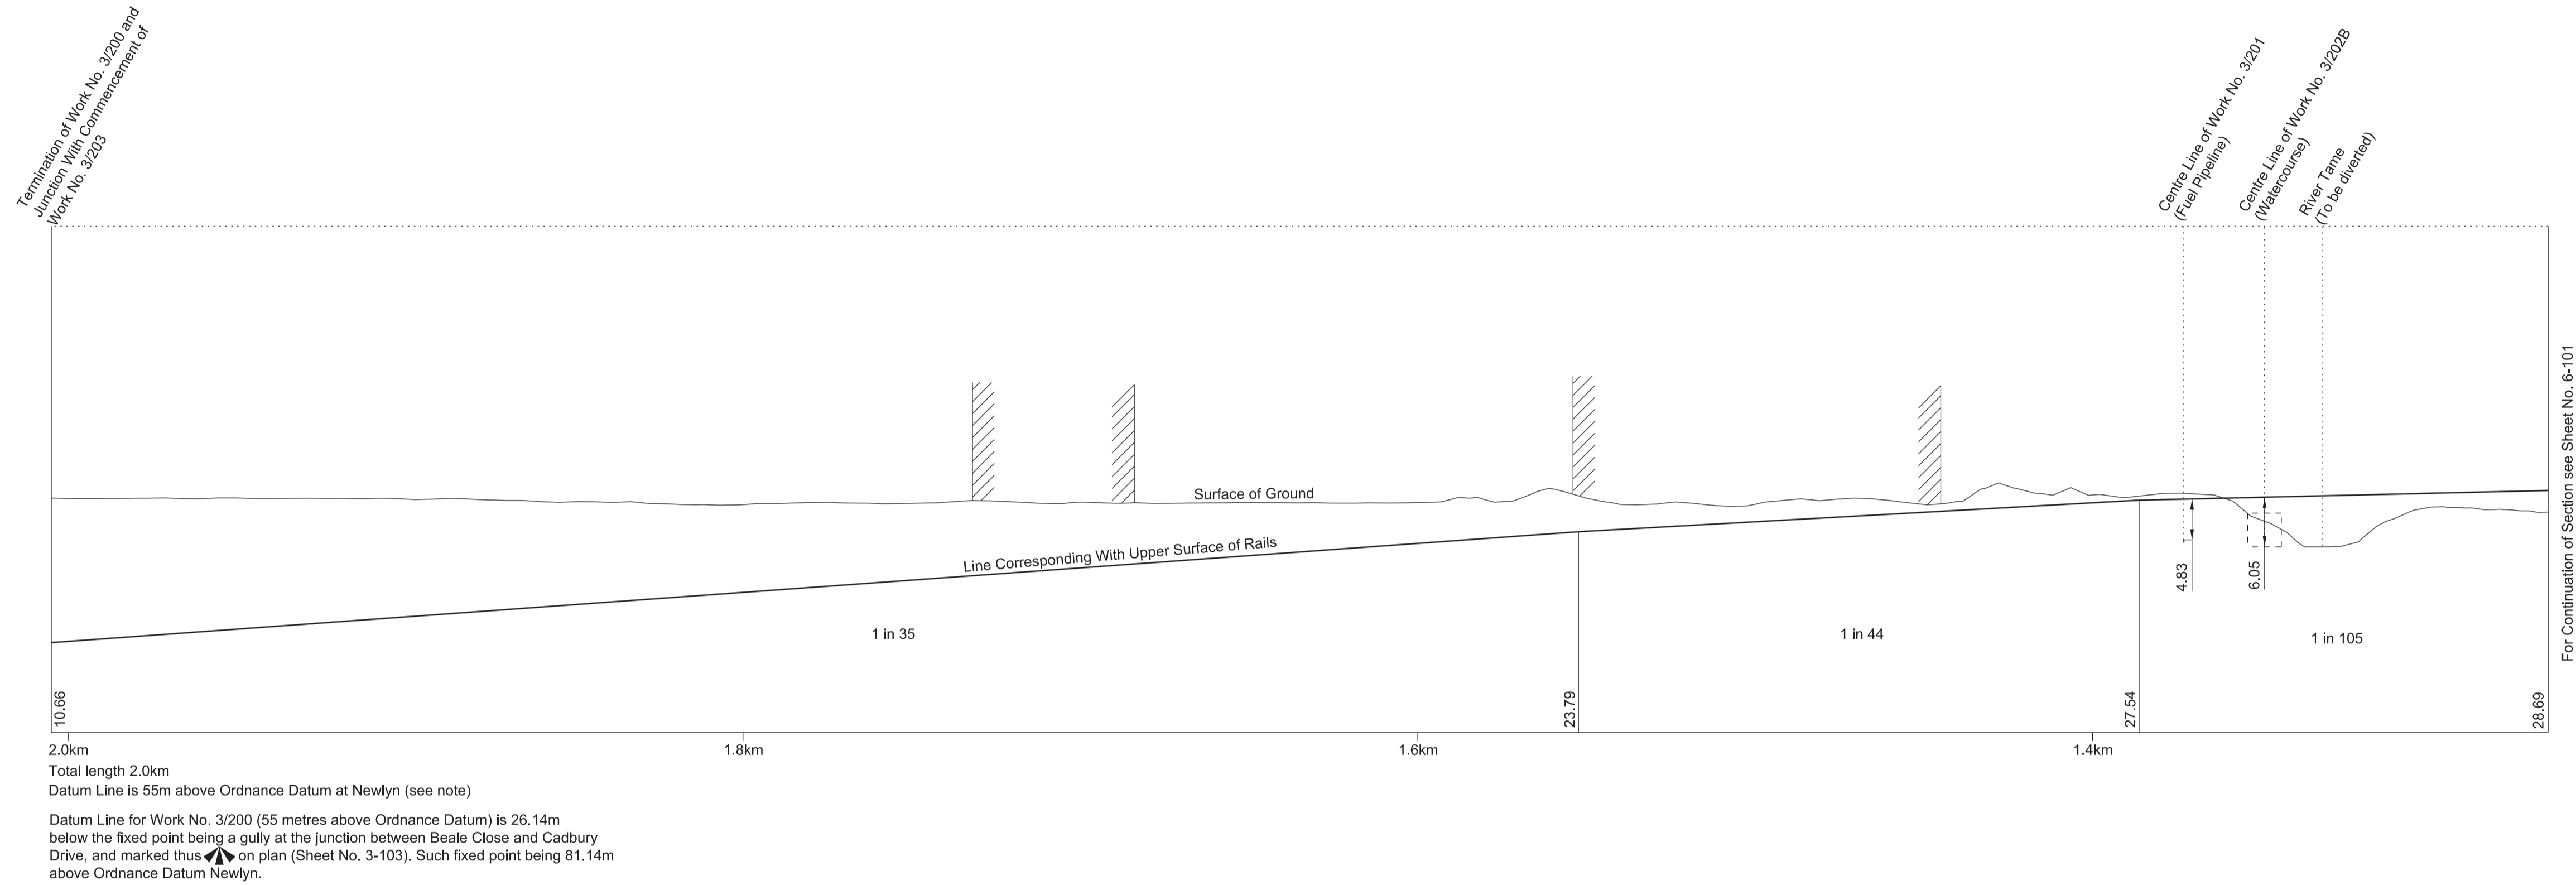 Termination of Work No. 3/200 and
Junction With Commencement of
Work No. 3/203
Centre Line of Work No. 3/201
(Fuel Pipeline)
Centre Line of Work No. 3/202B
(Watercourse)
River Tame
(To be diverted)
For Continuation of Section see Sheet No. 6-101
Surface of Ground
Line Corresponding With Upper Surface of Rails
4.83
6.05
1 in 35
1 in 44
1 in 105
10.66
23.79
27.54
28.69
2.0km
1.8km
1.6km
1.4km
Total length 2.0km
Datum Line is 55m above Ordnance Datum at Newlyn (see note)
Datum Line for Work No. 3/200 (55 metres above Ordnance Datum) is 26.14m
below the fixed point being a gully at the junction between Beale Close and Cadbury
Drive, and marked thus on plan (Sheet No. 3-103). Such fixed point being 81.14m
above Ordnance Datum Newlyn.